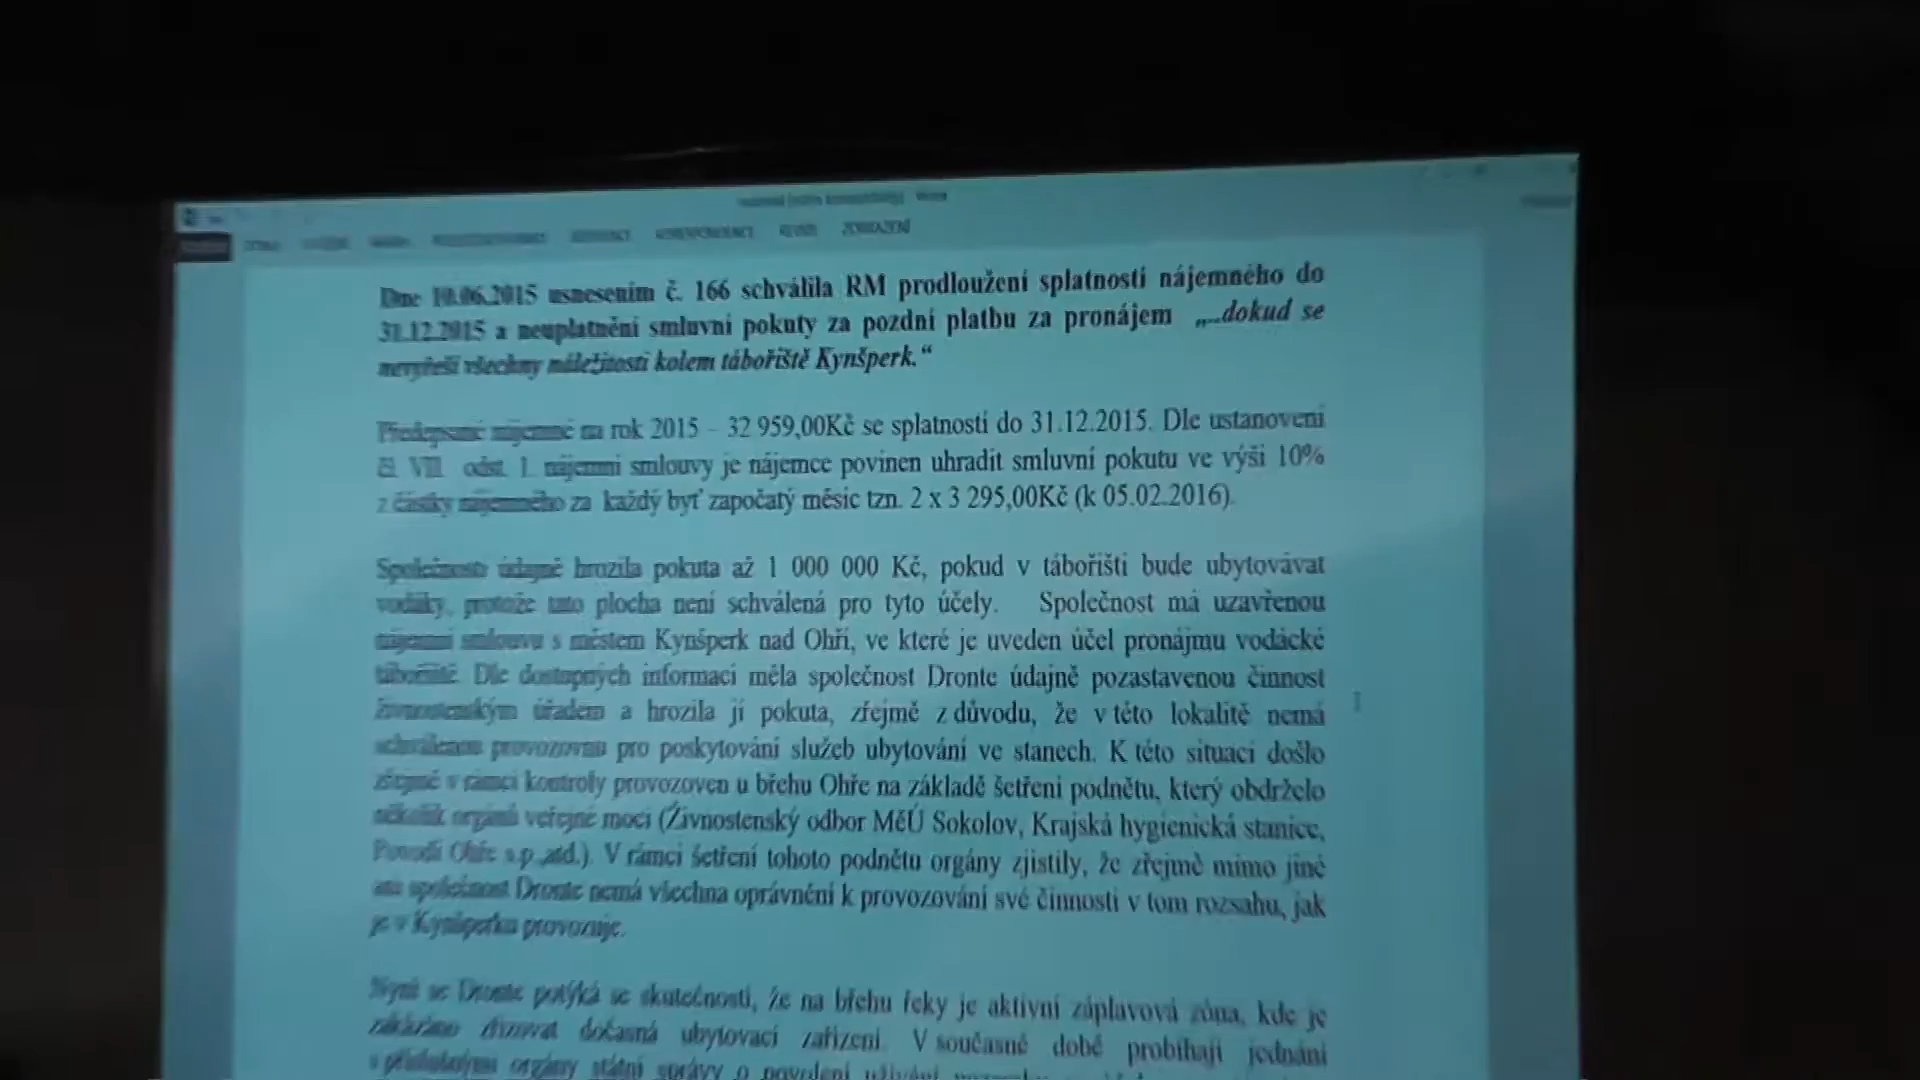 ZOBRAZENÍ
Dne 10.06.2015 usnesením č. 166 schválila RM prodloužení splatnosti nájemného do
31.12.2015 a neuplatnění smluvní pokuty za pozdní platbu za pronájem „...dokud se
nevyřeší všechny náležitosti kolem tábořiště Kynšperk.“
Předepsané nájemné na rok 2015 – 32 959,00Kč se splatností do 31.12.2015. Dle ustanovení
čl. VII. odst. 1. nájemní smlouvy je nájemce povinen uhradit smluvní pokutu ve výši 10%
z částky nájemného za každý byť započatý měsíc tzn. 2 x 3 295,00Kč (k 05.02.2016).
Společnosti údajně hrozila pokuta až 1 000 000 Kč, pokud v tábořišti bude ubytovávat
vodáky, protože tato plocha není schválená pro tyto účely. Společnost má uzavřenou
nájemní smlouvu s městem Kynšperk nad Ohří, ve které je uveden účel pronájmu vodácké
tábořiště. Dle dostupných informací měla společnost Dronte údajně pozastavenou činnost
živnostenským úřadem a hrozila jí pokuta, zřejmě z důvodu, že v této lokalitě nemá
schválenou provozovnu pro poskytování služeb ubytování ve stanech. K této situaci došlo
zřejmě v rámci kontroly provozoven u břehu Ohře na základě šetření podnětu, který obdrželo
několik orgánů veřejné moci (Živnostenský odbor MěÚ Sokolov, Krajská hygienická stanice,
Povodí Ohře s.p.,atd.). V rámci šetření tohoto podnětu orgány zjistily, že zřejmě mimo jiné
ani společnost Dronte nemá všechna oprávnění k provozování své činnosti v tom rozsahu, jak
je v Kynšperku provozuje.
Nyní se Dronte potýká se skutečností, že na břehu řeky je aktivní záplavová zóna, kde je
zakázáno zřizovat dočasná ubytovací zařízení. V současné době probíhají jednání
s příslušnými orgány státní správy o povolení užívání